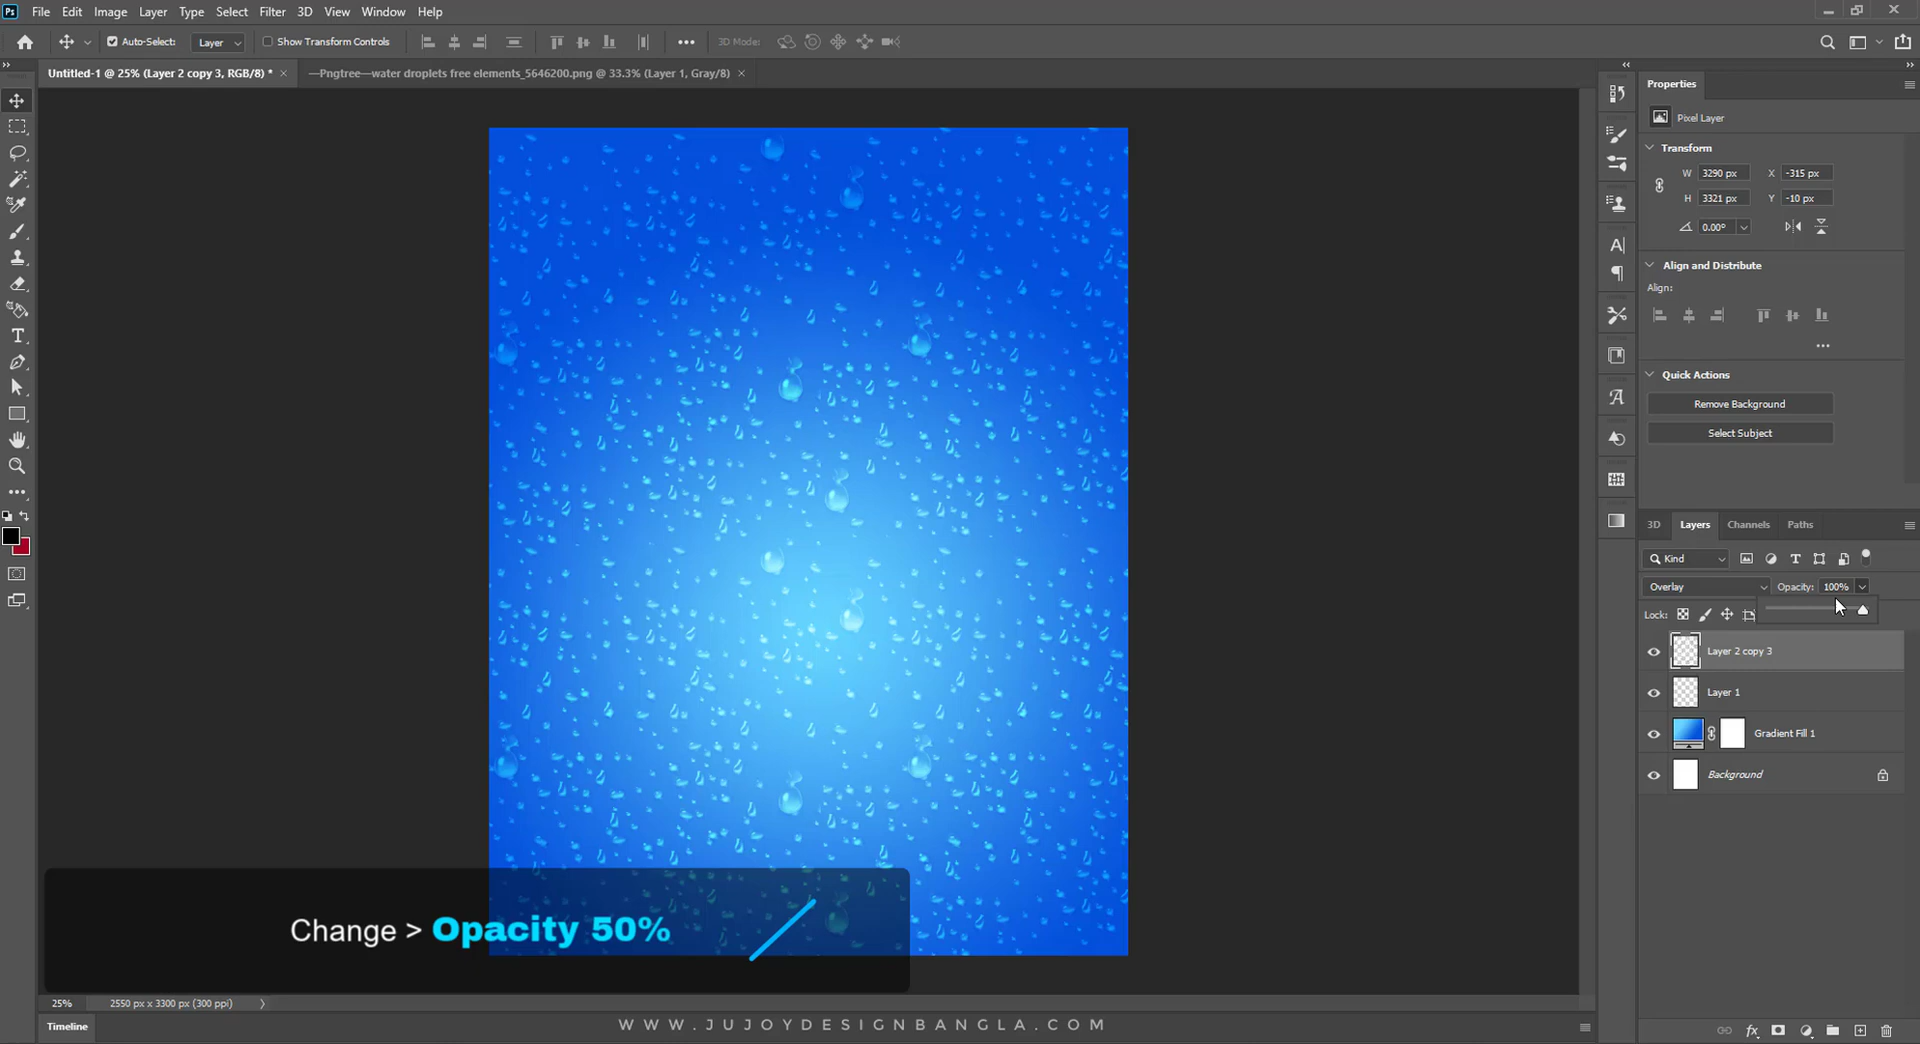 Ps File Edit Image Layer Type Select Filter 3D View Window Help
Auto-Select: Layer Show Transform Controls 3D Mode:
Untitled-1 @ 25% (Layer 2 copy 3, RGB/8) * —Pngtree—water droplets free elements_5646200.png @ 33.3% (Layer 1, Gray/8)
Properties
Pixel Layer
Transform
W 3290 px X -315 px
H 3321 px Y -10 px
0.00°
Align and Distribute
Align:
Quick Actions
Remove Background
Select Subject
3D Layers Channels Paths
Kind
Overlay Opacity: 100%
Lock:
Layer 2 copy 3
Layer 1
Gradient Fill 1
Background
Change > Opacity 50%
25% 2550 px x 3300 px (300 ppi)
Timeline
WWW.JUJOYDESIGNBANGLA.COM